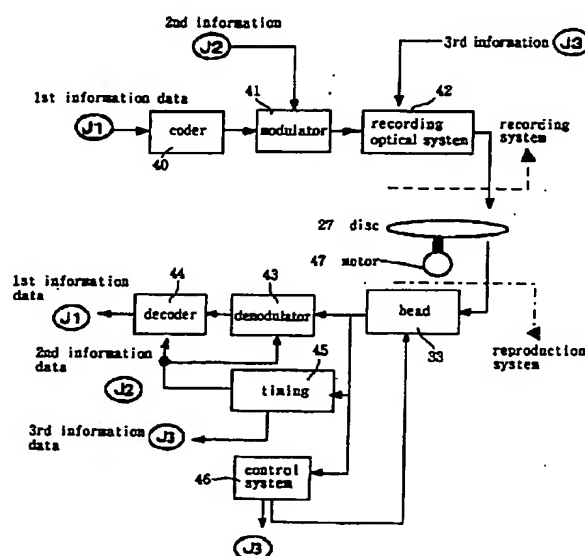 2nd information
J2
3rd information J3
1st information data
41
42
J1
coder
modulator
recording
optical system
recording
system
40
27 disc
47 motor
1st information
data
44
43
J1
decoder
demodulator
head
33
2nd information
data
45
reproduction
system
J2
timing
3rd information
data
J3
46
control
system
J3